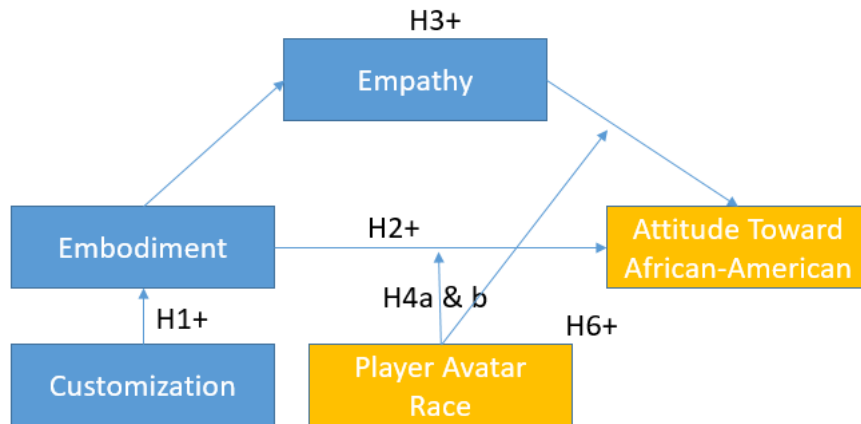 H3+
Empathy
H2+
Embodiment
Attitude Toward
African-American
H4a & b
H1+
H6+
Customization
Player Avatar
Race